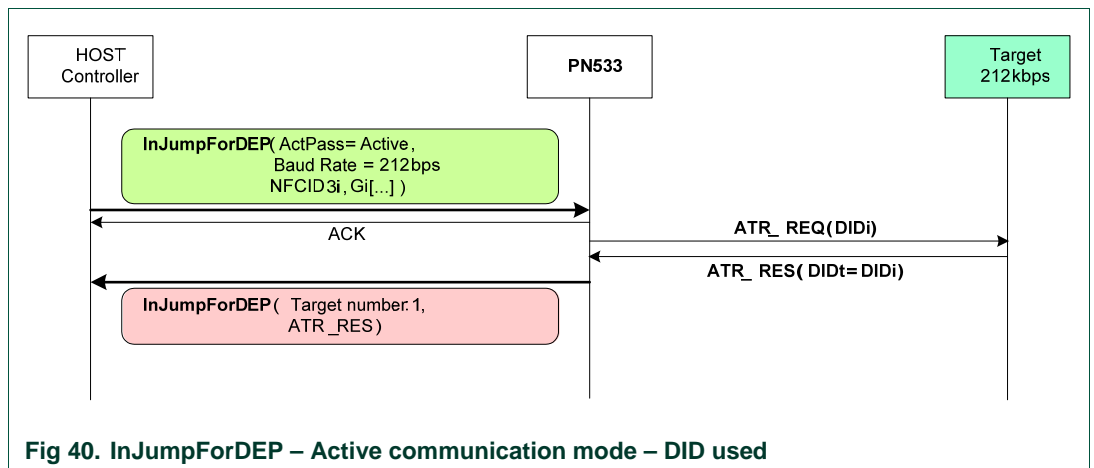 HOST
Controller
PN533
Target
212kbps
InJumpForDEP( ActPass= Active,
Baud Rate = 212bps
NFCID3i, Gi[...] )
ACK
ATR_ REQ(DIDi)
ATR_ RES( DIDt= DIDi)
InJumpForDEP( Target number:1,
ATR_RES)
Fig 40. InJumpForDEP – Active communication mode – DID used